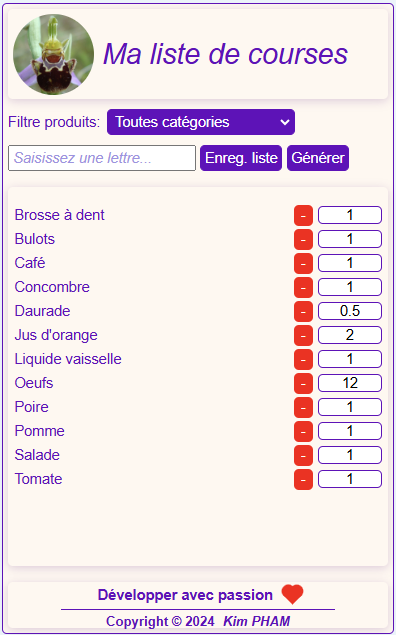 Ma liste de courses
Filtre produits: Toutes catégories
Saisissez une lettre... Enreg. liste Générer
Brosse à dent - 1
Bulots - 1
Café - 1
Concombre - 1
Daurade - 0.5
Jus d'orange - 2
Liquide vaisselle - 1
Oeufs - 12
Poire - 1
Pomme - 1
Salade - 1
Tomate - 1
Développer avec passion
Copyright © 2024 Kim PHAM